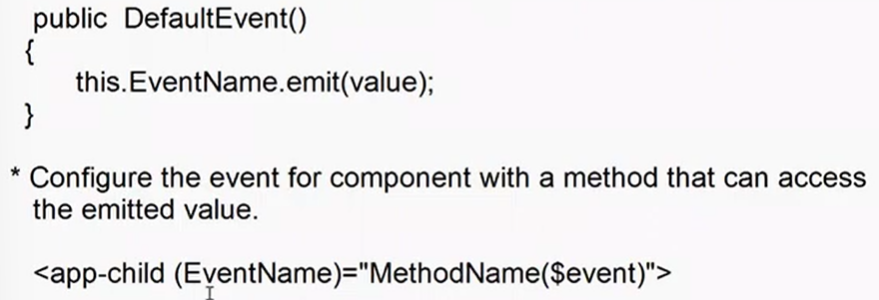 public DefaultEvent()
{
this.EventName.emit(value);
}
* Configure the event for component with a method that can access
the emitted value.
<app-child (EventName)="MethodName($event)">